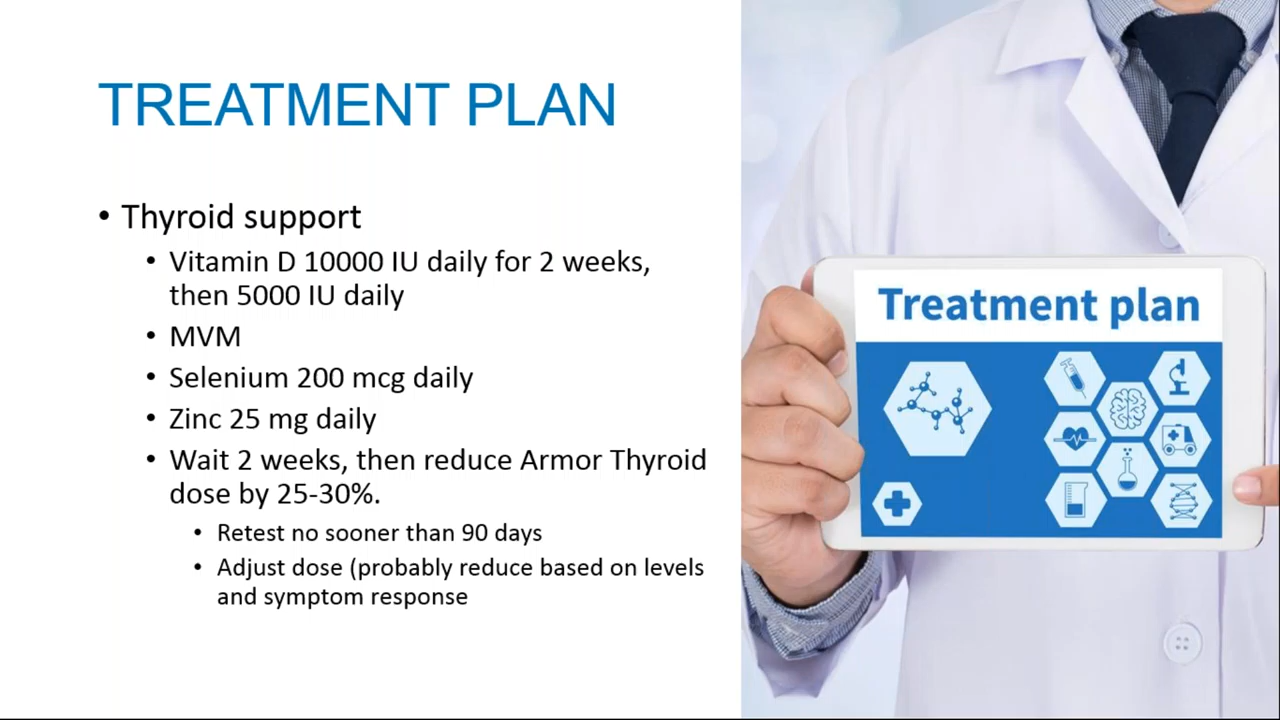 TREATMENT PLAN
• Thyroid support
• Vitamin D 10000 IU daily for 2 weeks,
then 5000 IU daily
• MVM
• Selenium 200 mcg daily
• Zinc 25 mg daily
• Wait 2 weeks, then reduce Armor Thyroid
dose by 25-30%.
• Retest no sooner than 90 days
• Adjust dose (probably reduce based on levels
and symptom response
Treatment plan